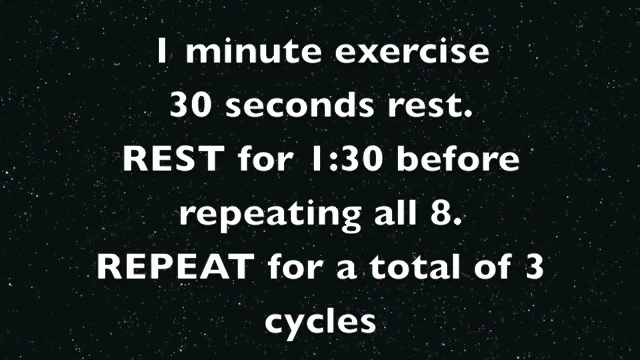 1 minute exercise
30 seconds rest.
REST for 1:30 before
repeating all 8.
REPEAT for a total of 3
cycles